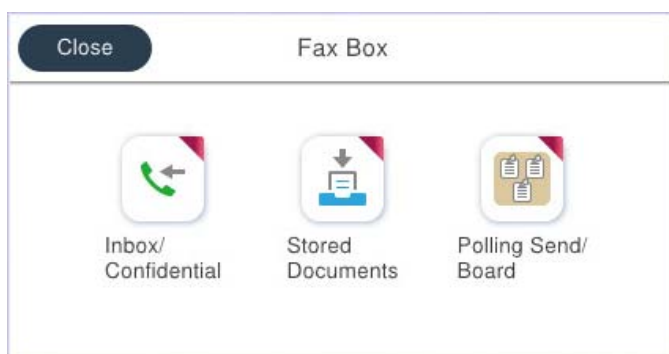 Close
Fax Box
Inbox/
Confidential
Stored
Documents
Polling Send/
Board